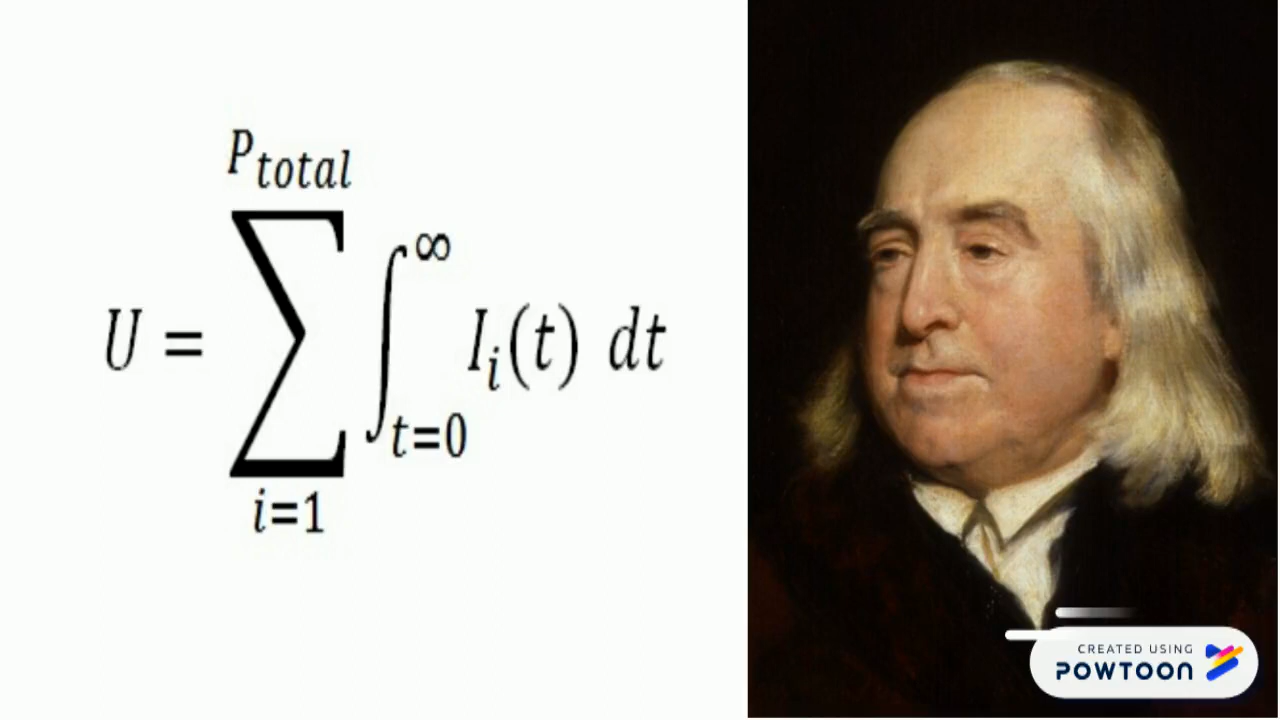 P_total
∞
U = ∑ ∫ I_i(t) dt
t=0
i=1
CREATED USING
POWTOON